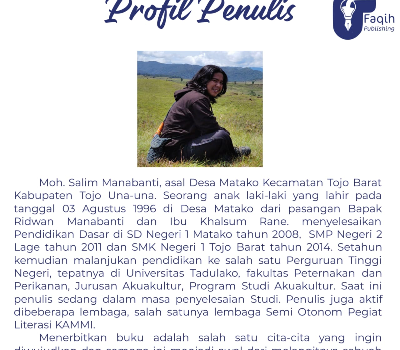 Profil Penulis
Faqih
Publishing
Moh. Salim Manabanti, asal Desa Matako Kecamatan Tojo Barat
Kabupaten Tojo Una-una. Seorang anak laki-laki yang lahir pada
tanggal 03 Agustus 1996 di Desa Matako dari pasangan Bapak
Ridwan Manabanti dan Ibu Khalsum Rane. menyelesaikan
Pendidikan Dasar di SD Negeri 1 Matako tahun 2008, SMP Negeri 2
Lage tahun 2011 dan SMK Negeri 1 Tojo Barat tahun 2014. Setahun
kemudian malanjukan pendidikan ke salah satu Perguruan Tinggi
Negeri, tepatnya di Universitas Tadulako, fakultas Peternakan dan
Perikanan, Jurusan Akuakultur, Program Studi Akuakultur. Saat ini
penulis sedang dalam masa penyelesaian Studi. Penulis juga aktif
dibeberapa lembaga, salah satunya lembaga Semi Otonom Pegiat
Literasi KAMMI.
Menerbitkan buku adalah salah satu cita-cita yang ingin